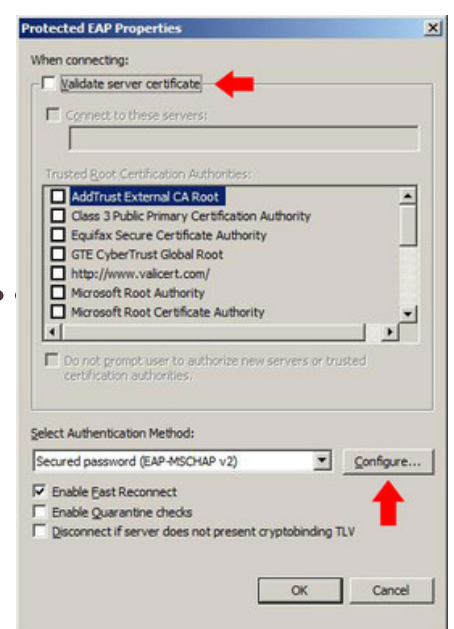 Protected EAP Properties
When connecting:
Validate server certificate
Connect to these servers:
Trusted Root Certification Authorities:
AddTrust External CA Root
Class 3 Public Primary Certification Authority
Equifax Secure Certificate Authority
GTE CyberTrust Global Root
http://www.valicert.com/
Microsoft Root Authority
Microsoft Root Certificate Authority
Do not prompt user to authorize new servers or trusted
certification authorities.
Select Authentication Method:
Secured password (EAP-MSCHAP v2) Configure...
Enable Fast Reconnect
Enable Quarantine checks
Disconnect if server does not present cryptobinding TLV
OK Cancel